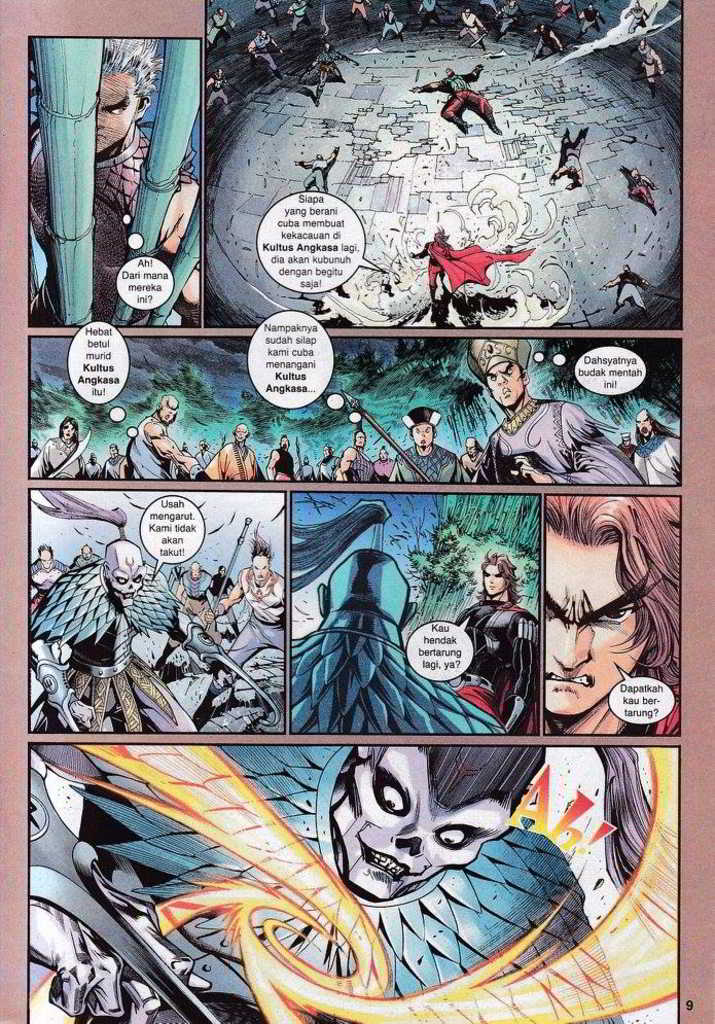 Ah!
Dari mana
mereka
ini?
Siapa
yang berani
cuba membuat
kekacauan di
Kultus Angkasa lagi,
dia akan kubunuh
dengan begitu
saja!
Hebat
betul
murid
Kultus
Angkasa
itu!
Nampaknya
sudah silap
kami cuba
menangani
Kultus
Angkasa...
Dahsyatnya
budak mentah
ini!
Usah
mengarut.
Kami tidak
akan
takut!
Kau
hendak
bertarung
lagi, ya?
Dapatkah
kau ber-
tarung?
Ah!
9